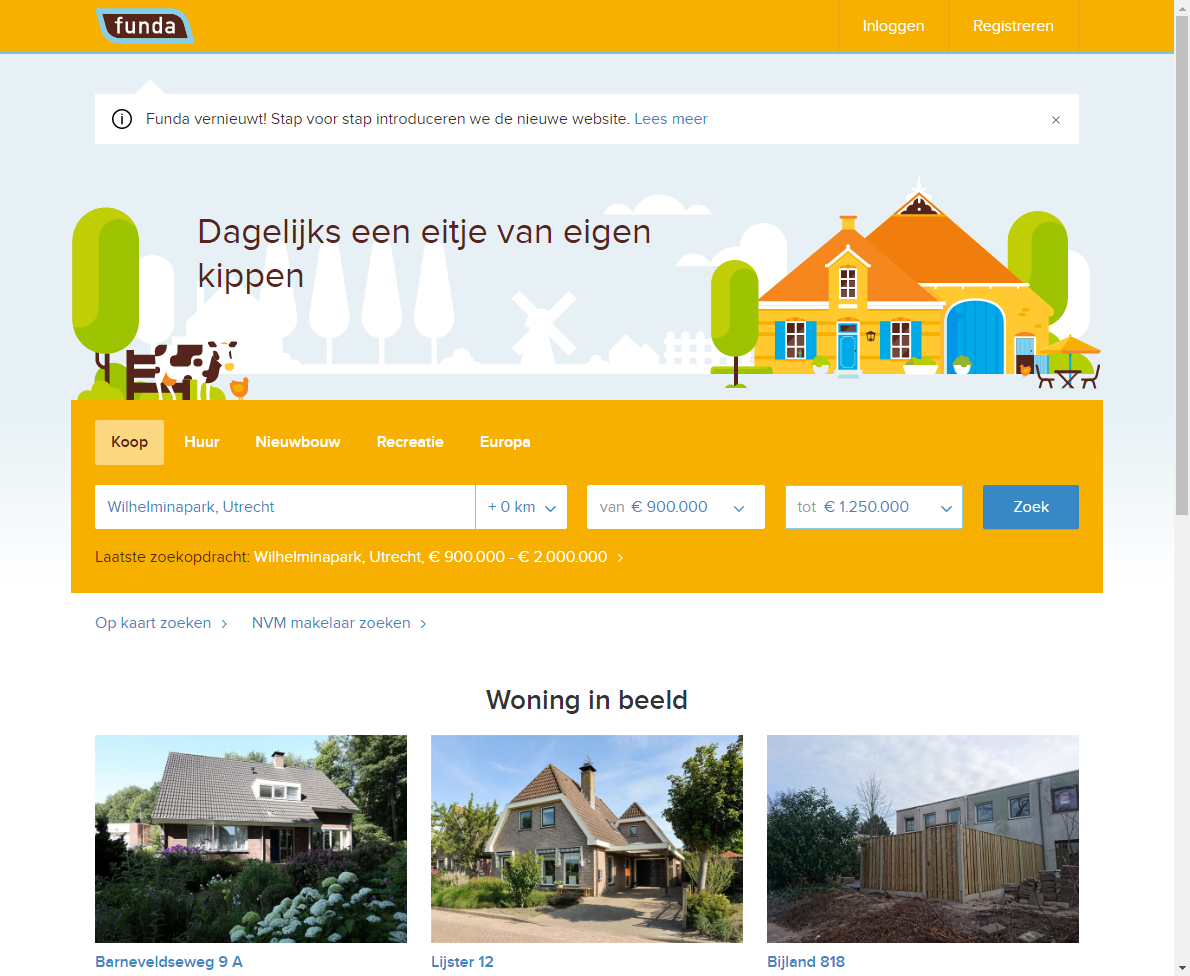 funda
Inloggen
Registreren
Funda vernieuwt! Stap voor stap introduceren we de nieuwe website. Lees meer
Dagelijks een eitje van eigen
kippen
Koop
Huur
Nieuwbouw
Recreatie
Europa
Wilhelminapark, Utrecht
+ 0 km
van € 900.000
tot € 1.250.000
Zoek
Laatste zoekopdracht: Wilhelminapark, Utrecht, € 900.000 - € 2.000.000
Op kaart zoeken
NVM makelaar zoeken
Woning in beeld
Barneveldseweg 9 A
Lijster 12
Bijland 818